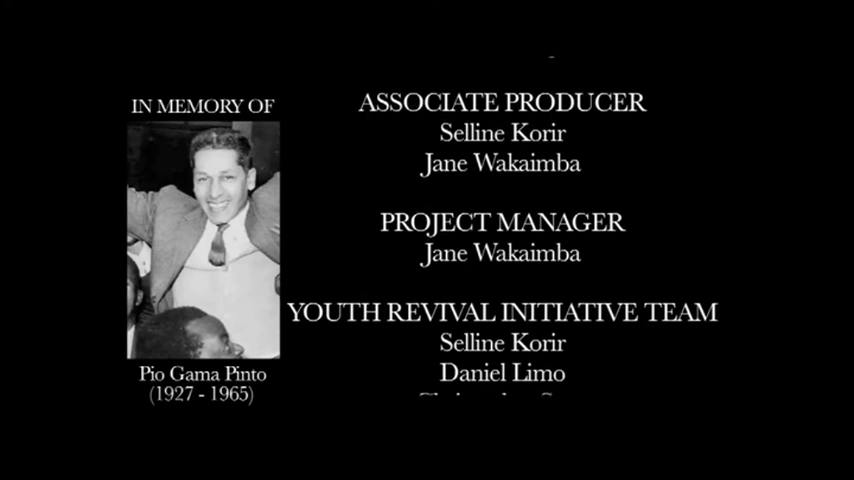 IN MEMORY OF
Pio Gama Pinto
(1927 - 1965)
ASSOCIATE PRODUCER
Selline Korir
Jane Wakaimba
PROJECT MANAGER
Jane Wakaimba
YOUTH REVIVAL INITIATIVE TEAM
Selline Korir
Daniel Limo